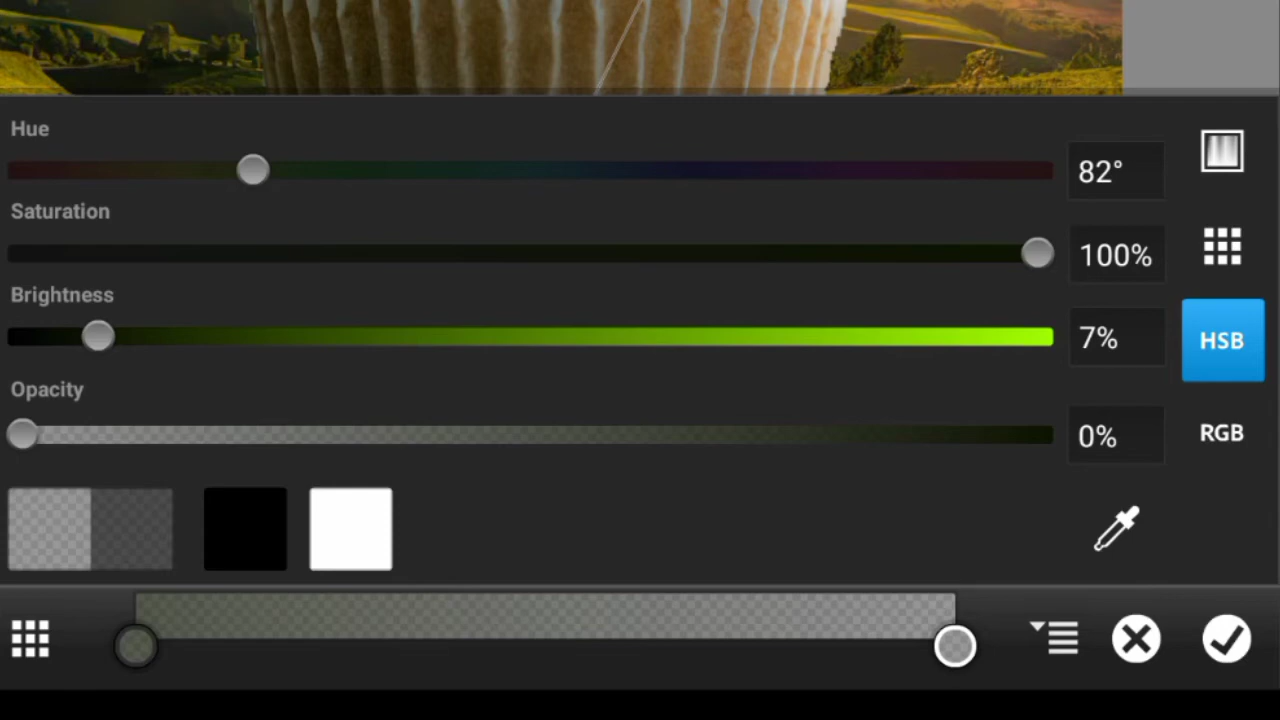 Hue
82°
Saturation
100%
Brightness
7%
HSB
Opacity
0%
RGB